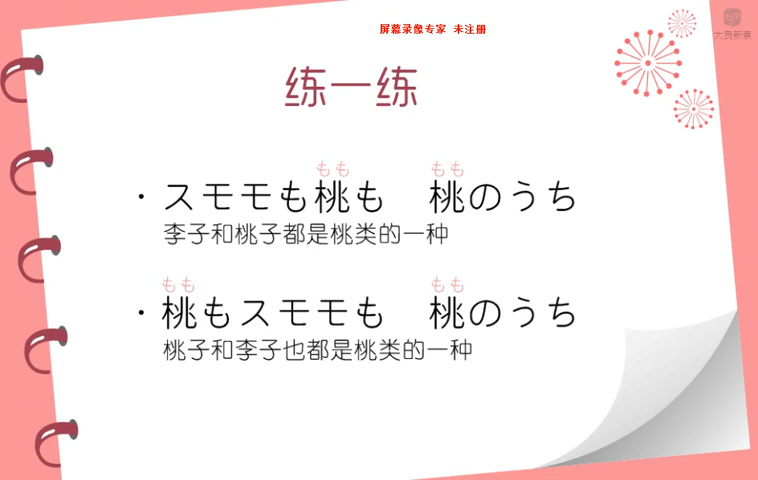 屏幕录像专家 未注册
大良新课
练一练
もも もも
・スモモも桃も 桃のうち
李子和桃子都是桃类的一种
もも もも
・桃もスモモも 桃のうち
桃子和李子也都是桃类的一种